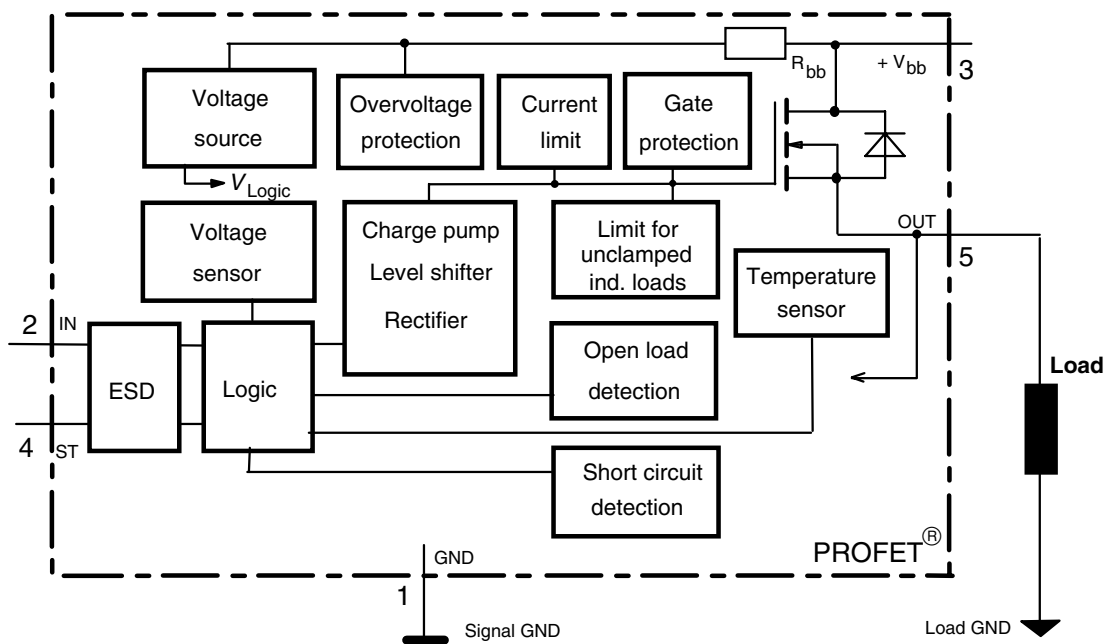 R bb
+ V bb
3
Voltage
source
Overvoltage
protection
Current
limit
Gate
protection
V Logic
Voltage
sensor
Charge pump
Level shifter
Rectifier
Limit for
unclamped
ind. loads
OUT
5
Temperature
sensor
2
IN
ESD
Logic
Open load
detection
Load
4
ST
Short circuit
detection
PROFET®
GND
1
Signal GND
Load GND